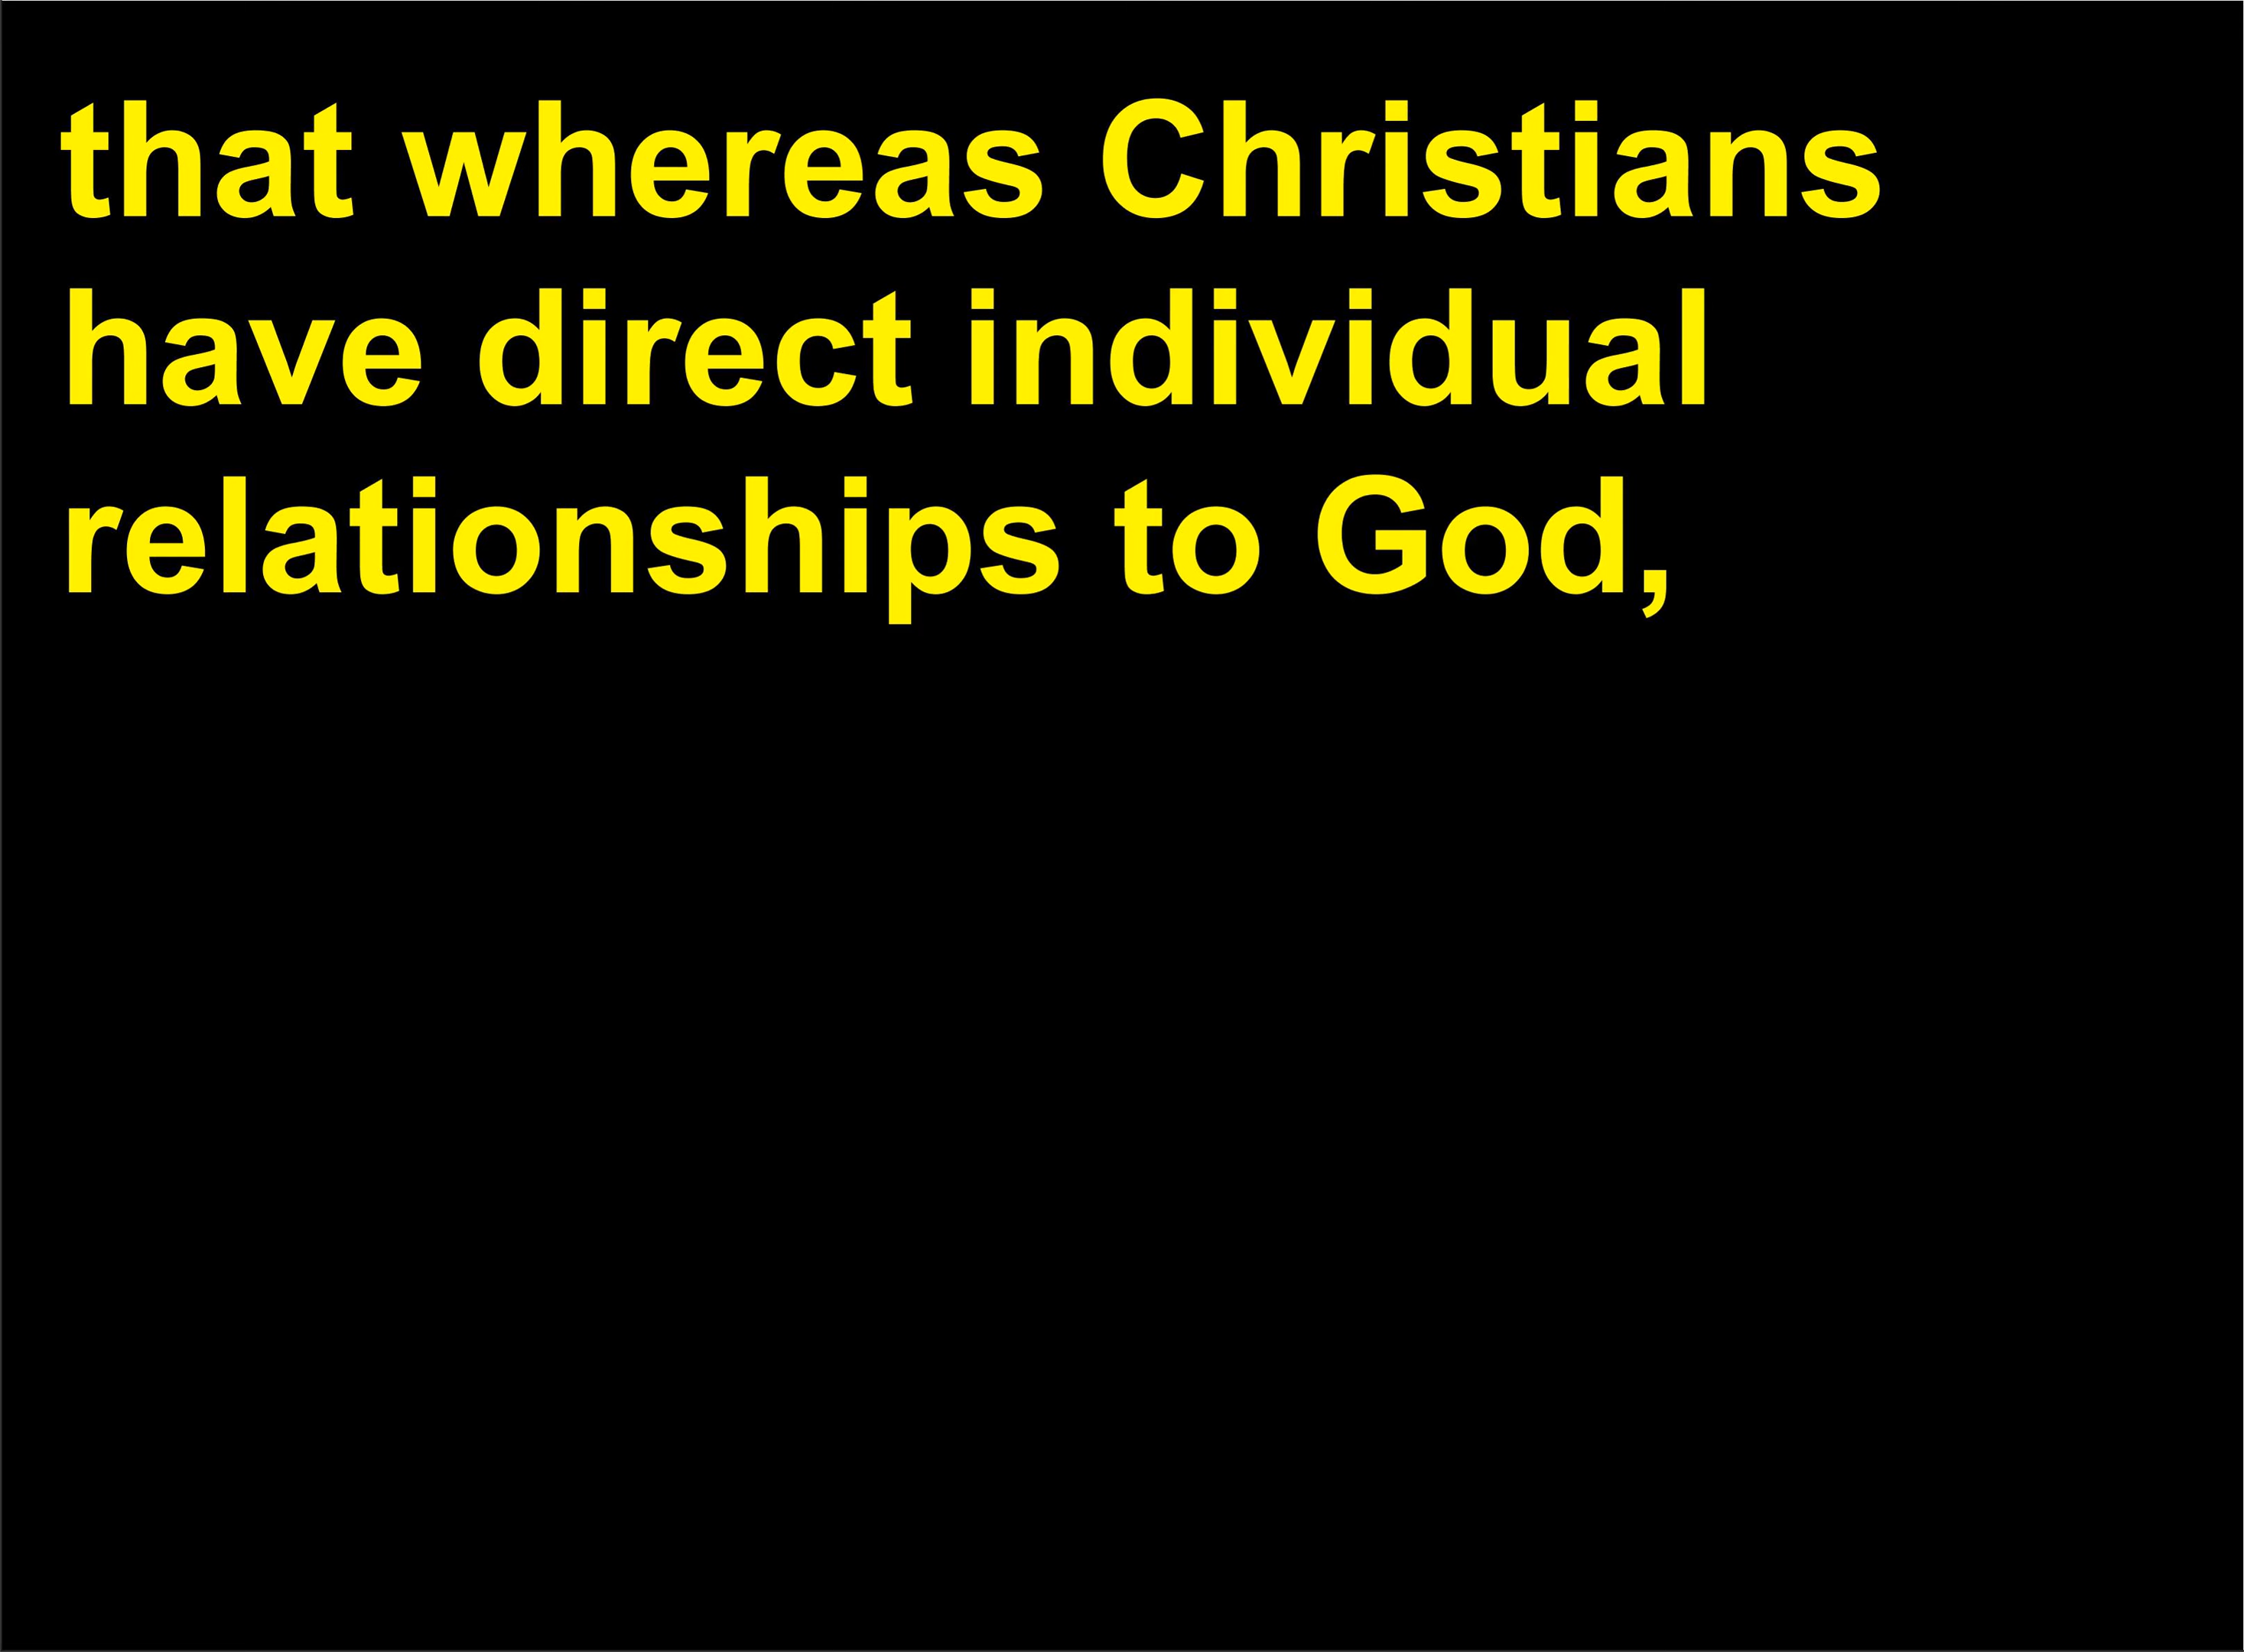 that whereas Christians
have direct individual
relationships to God,